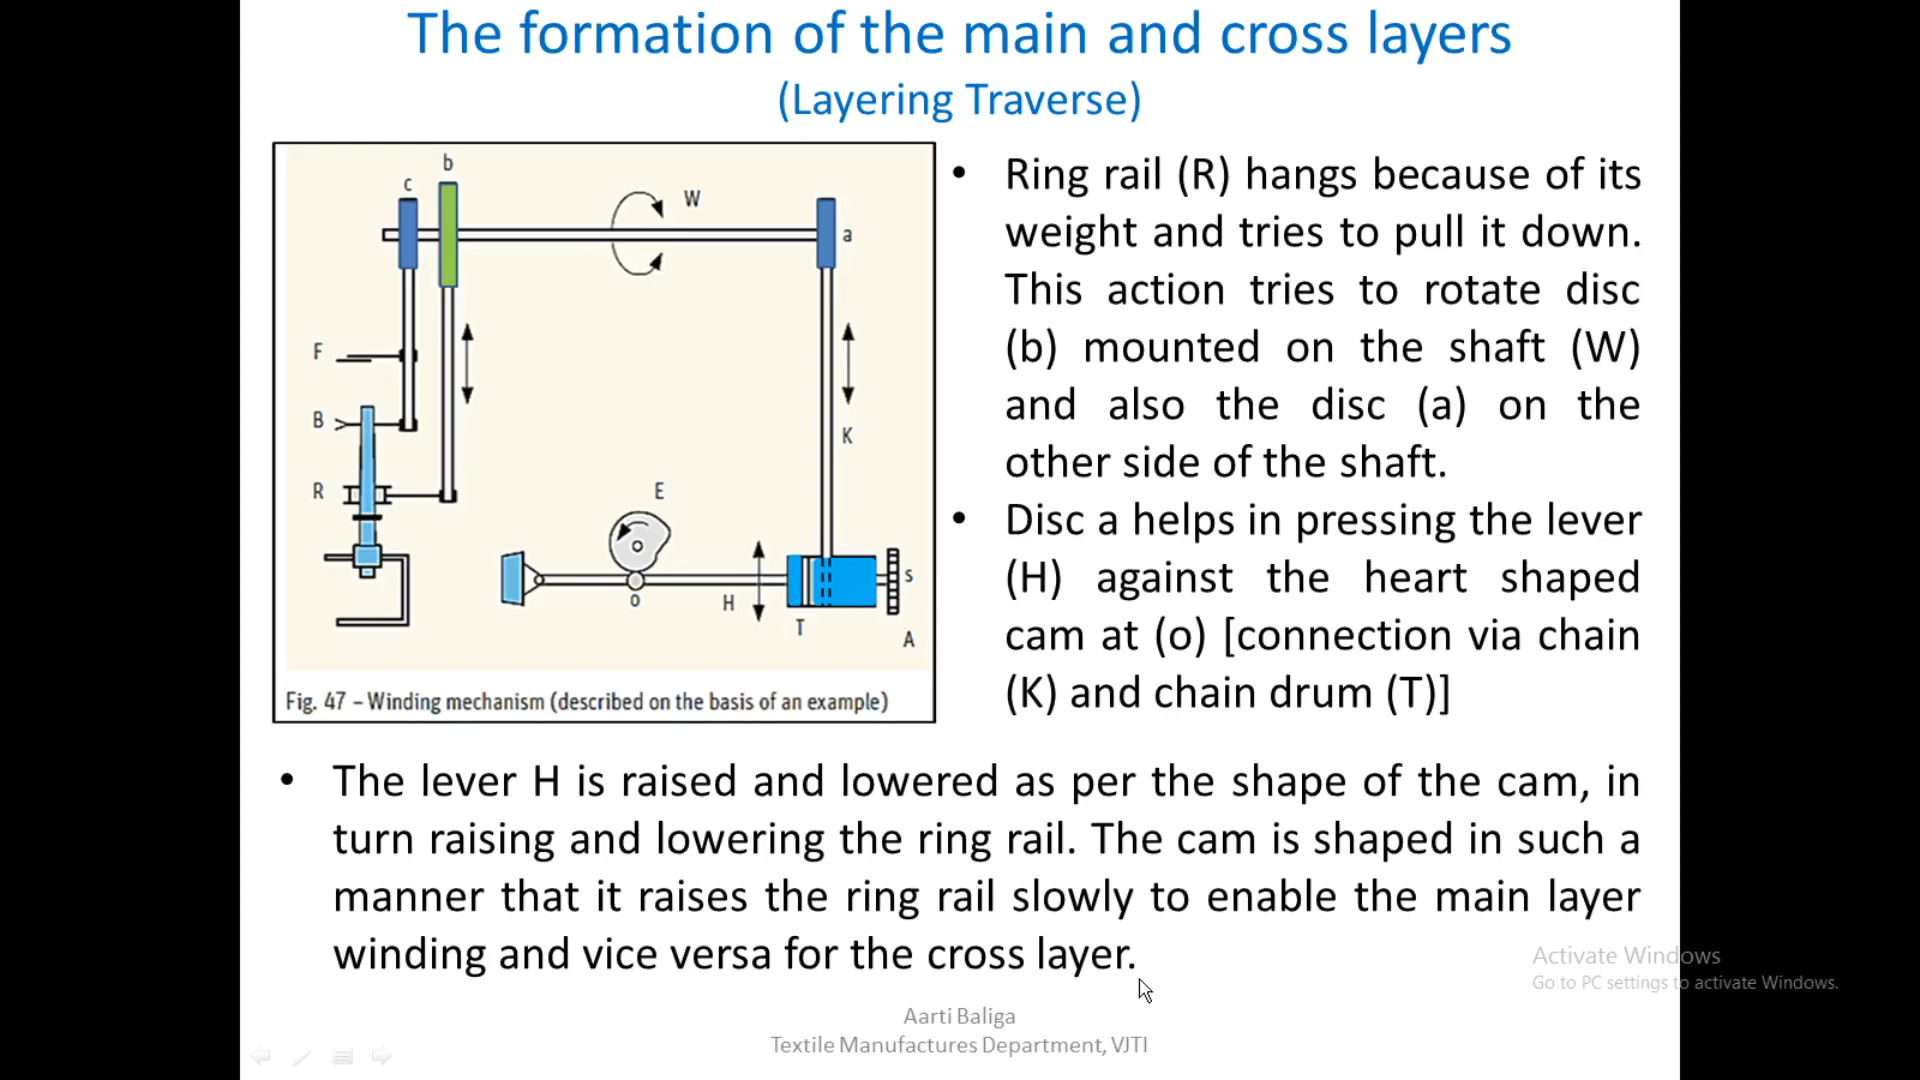 The formation of the main and cross layers
(Layering Traverse)
b
c
W
a
F
B
K
R
E
S
o
H
T
A
Fig. 47 – Winding mechanism (described on the basis of an example)
• Ring rail (R) hangs because of its
weight and tries to pull it down.
This action tries to rotate disc
(b) mounted on the shaft (W)
and also the disc (a) on the
other side of the shaft.
• Disc a helps in pressing the lever
(H) against the heart shaped
cam at (o) [connection via chain
(K) and chain drum (T)]
• The lever H is raised and lowered as per the shape of the cam, in
turn raising and lowering the ring rail. The cam is shaped in such a
manner that it raises the ring rail slowly to enable the main layer
winding and vice versa for the cross layer.
Activate Windows
Go to PC settings to activate Windows.
Aarti Baliga
Textile Manufactures Department, VJTI